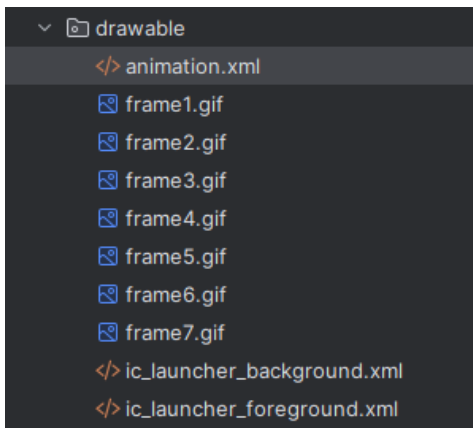 drawable
animation.xml
frame1.gif
frame2.gif
frame3.gif
frame4.gif
frame5.gif
frame6.gif
frame7.gif
ic_launcher_background.xml
ic_launcher_foreground.xml